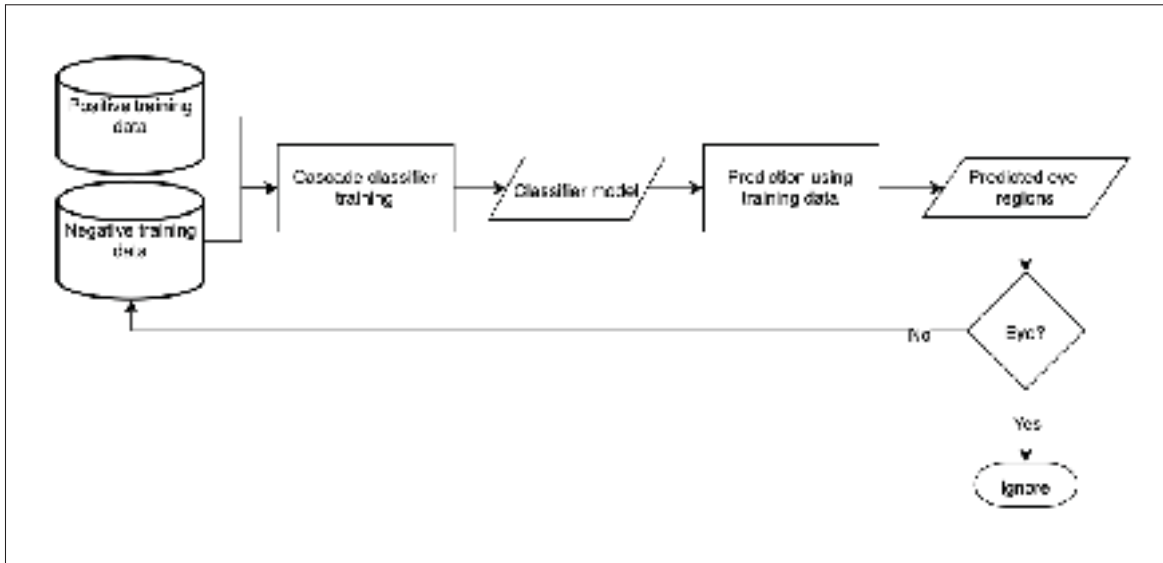 Positive training
data
Negative training
data
Cascade classifier
training
Classifier model
Prediction using
training data
Predicted eye
regions
Eye?
No
Yes
Ignore